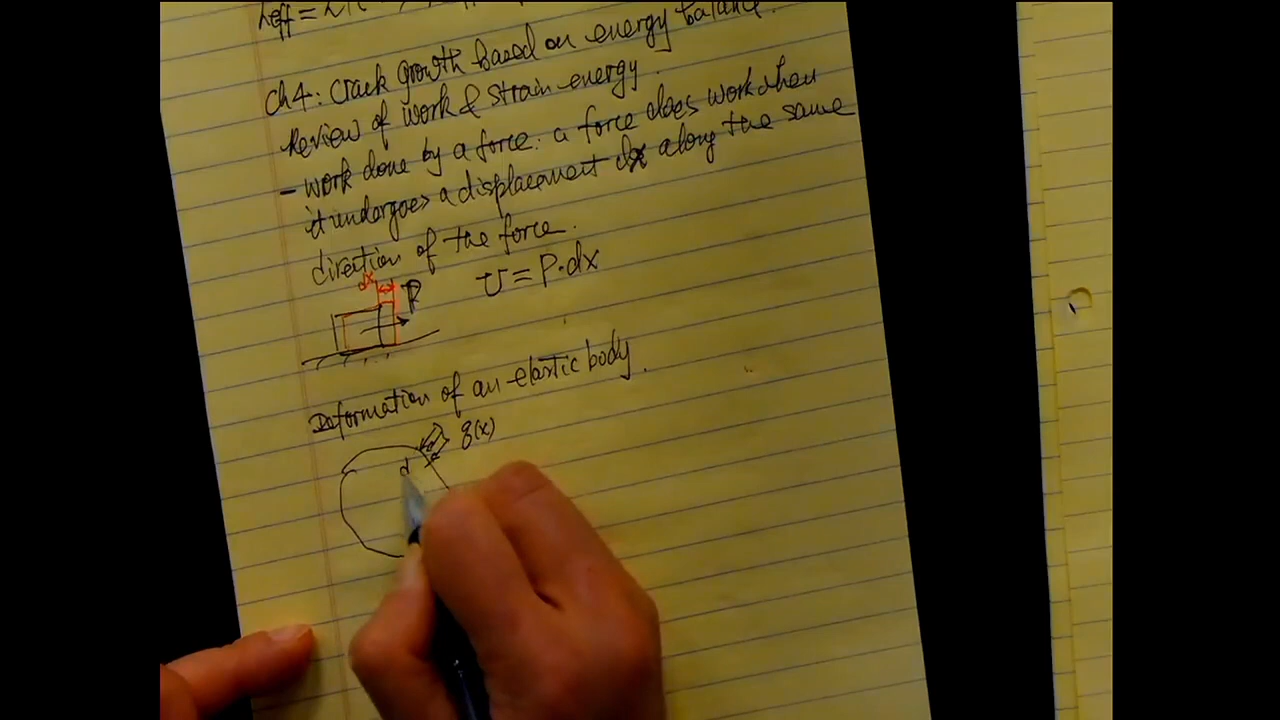 Ch4: Crack growth based on energy balance.
Review of work & strain energy.
- work done by a force: a force does work when
it undergoes a displacement dx along the same
direction of the force.
dx P U = P·dx
Deformation of an elastic body.
q(x)
d